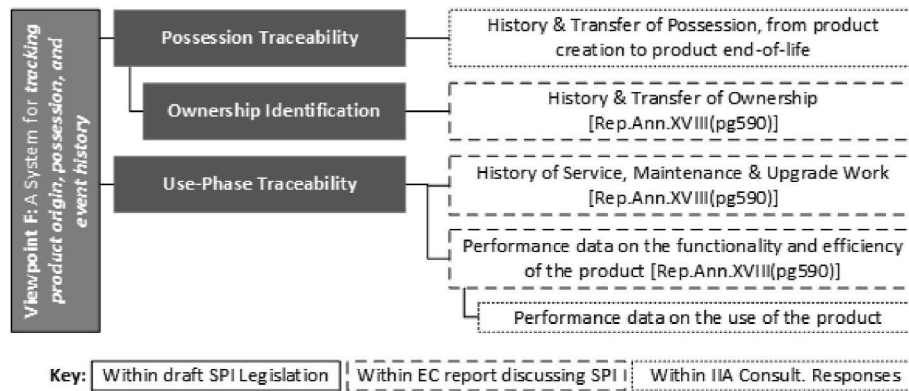 Viewpoint F: A System for tracking
product origin, possession, and
event history
Possession Traceability
History & Transfer of Possession, from product
creation to product end-of-life
Ownership Identification
History & Transfer of Ownership
[Rep.Ann.XVIII(pg590)]
Use-Phase Traceability
History of Service, Maintenance & Upgrade Work
[Rep.Ann.XVIII(pg590)]
Performance data on the functionality and efficiency
of the product [Rep.Ann.XVIII(pg590)]
Performance data on the use of the product
Key: Within draft SPI Legislation Within EC report discussing SPI Within IIA Consult. Responses